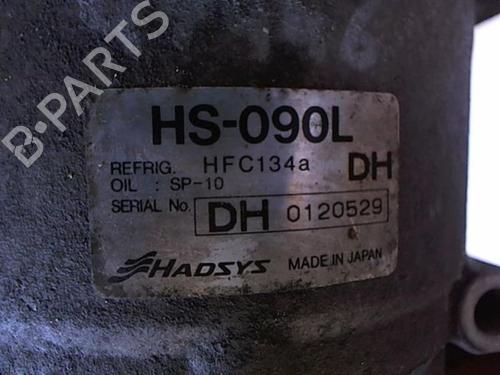 HS-090L
REFRIG. HFC134a DH
OIL : SP-10
SERIAL No. DH 0120529
HADSYS MADE IN JAPAN
B-PARTS